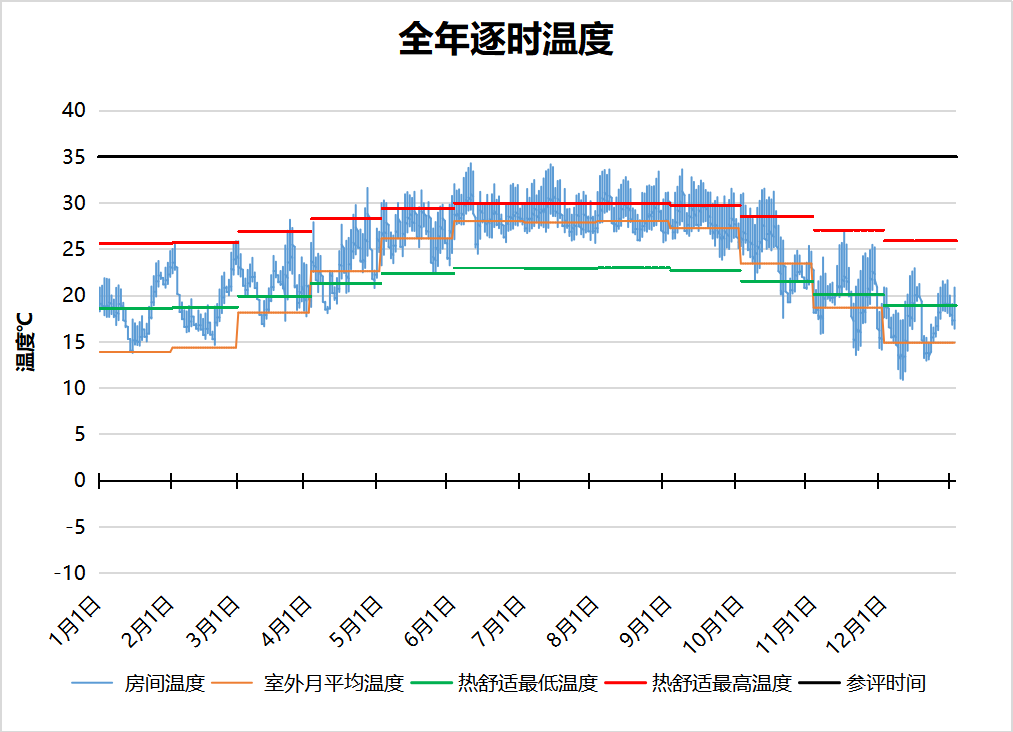 全年逐时温度
40
35
30
25
20
15
10
5
0
-5
-10
温度℃
1月1日
2月1日
3月1日
4月1日
5月1日
6月1日
7月1日
8月1日
9月1日
10月1日
11月1日
12月1日
房间温度 室外月平均温度 热舒适最低温度 热舒适最高温度 参评时间